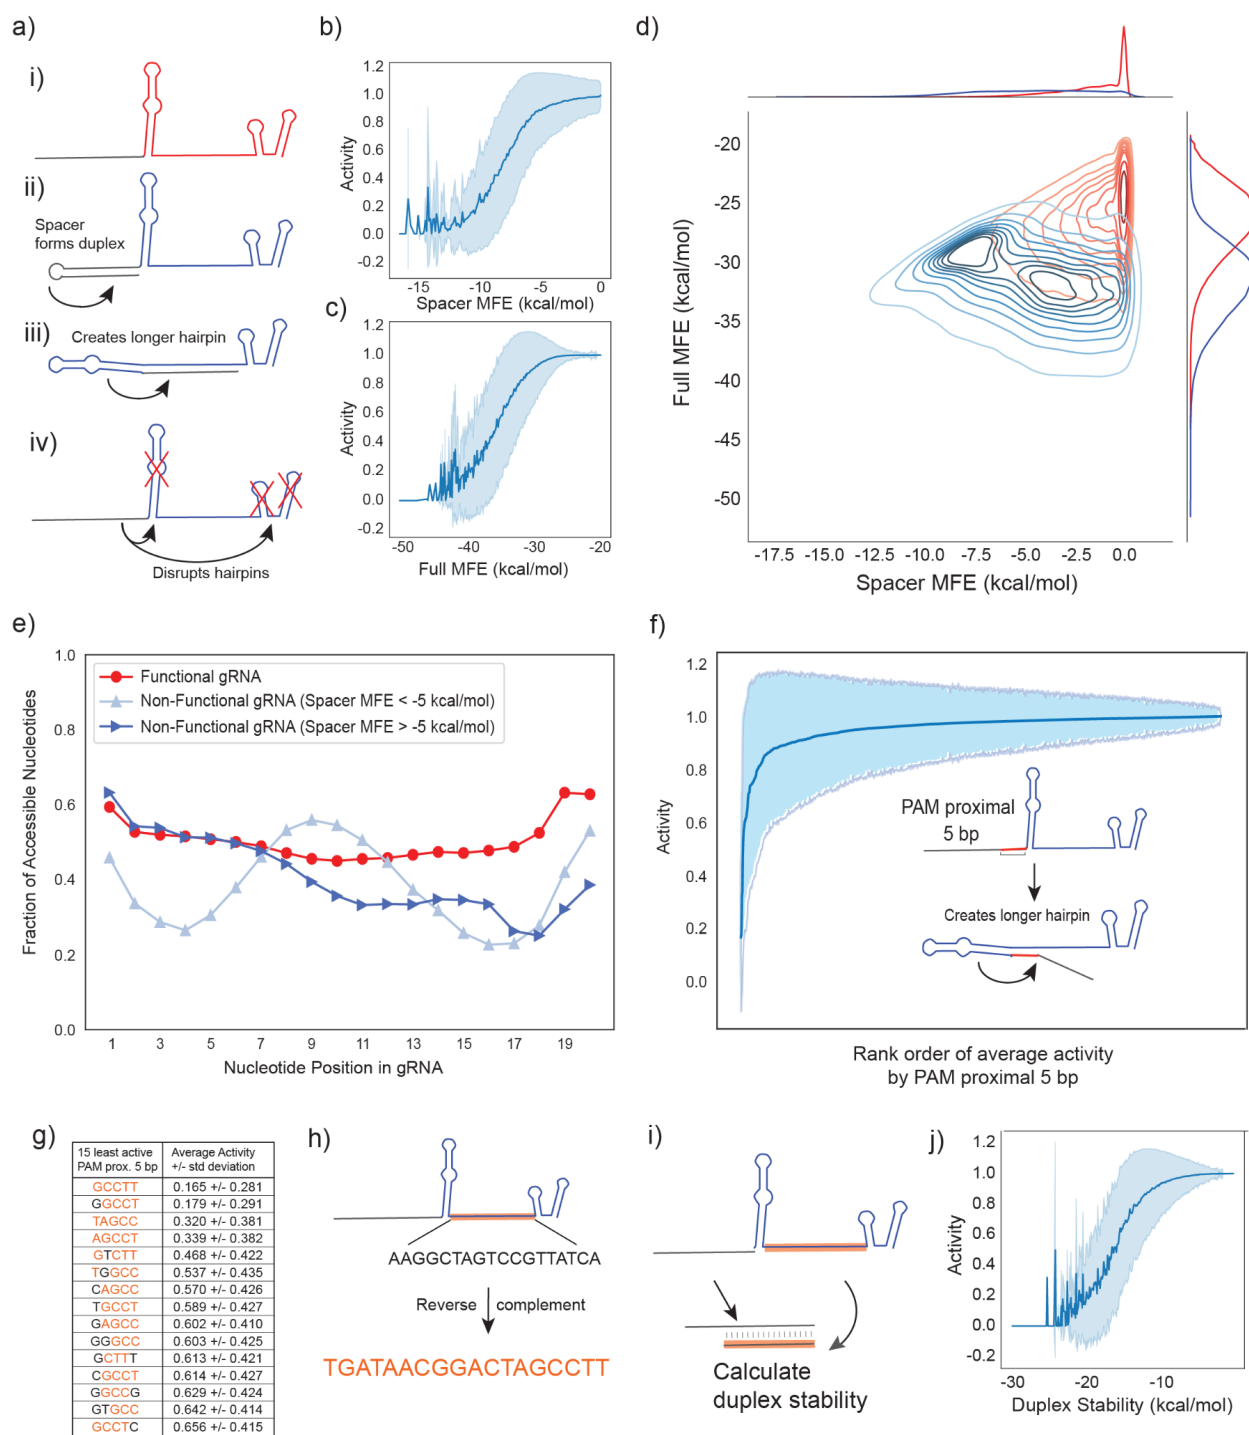 a)
i)
ii)
Spacer
forms duplex
iii)
Creates longer hairpin
iv)
Disrupts hairpins
b)
1.2
1.0
0.8
0.6
0.4
0.2
0.0
-0.2
Activity
-15
-10
-5
0
Spacer MFE (kcal/mol)
c)
1.2
1.0
0.8
0.6
0.4
0.2
0.0
-0.2
Activity
-50
-40
-30
-20
Full MFE (kcal/mol)
d)
-20
-25
-30
-35
-40
-45
-50
Full MFE (kcal/mol)
-17.5
-15.0
-12.5
-10.0
-7.5
-5.0
-2.5
0.0
Spacer MFE (kcal/mol)
e)
1.0
0.8
0.6
0.4
0.2
0.0
Fraction of Accessible Nucleotides
Functional gRNA
Non-Functional gRNA (Spacer MFE < -5 kcal/mol)
Non-Functional gRNA (Spacer MFE > -5 kcal/mol)
1
3
5
7
9
11
13
15
17
19
Nucleotide Position in gRNA
f)
1.2
1.0
0.8
0.6
0.4
0.2
0.0
Activity
PAM proximal
5 bp
Creates longer hairpin
Rank order of average activity
by PAM proximal 5 bp
g)
15 least active
PAM prox. 5 bp
Average Activity
+/- std deviation
GCCTT 0.165 +/- 0.281
GGCCT 0.179 +/- 0.291
TAGCC 0.320 +/- 0.381
AGCCT 0.339 +/- 0.382
GTCTT 0.468 +/- 0.422
TGGCC 0.537 +/- 0.435
CAGCC 0.570 +/- 0.426
TGCCT 0.589 +/- 0.427
GAGCC 0.602 +/- 0.410
GGGCC 0.603 +/- 0.425
GCTTT 0.613 +/- 0.421
CGCCT 0.614 +/- 0.427
GGCCG 0.629 +/- 0.424
GTGCC 0.642 +/- 0.414
GCCTC 0.656 +/- 0.415
h)
AAGGCTAGTCCGTTATCA
Reverse complement
TGATAACGGACTAGCCTT
i)
Calculate
duplex stability
j)
1.2
1.0
0.8
0.6
0.4
0.2
0.0
-0.2
Activity
-30
-20
-10
Duplex Stability (kcal/mol)